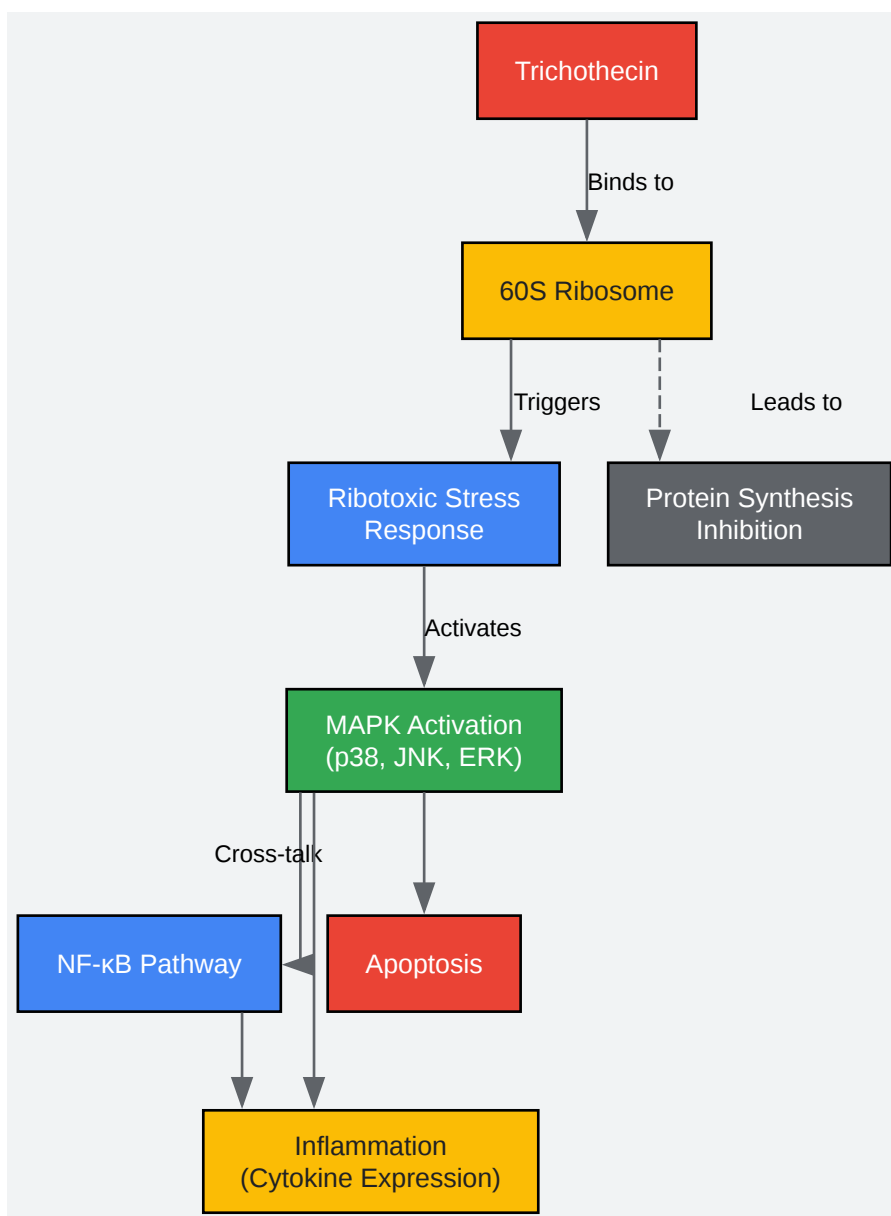 Trichothecin
Binds to
60S Ribosome
Triggers
Leads to
Ribotoxic Stress
Response
Protein Synthesis
Inhibition
Activates
MAPK Activation
(p38, JNK, ERK)
Cross-talk
NF-κB Pathway
Apoptosis
Inflammation
(Cytokine Expression)